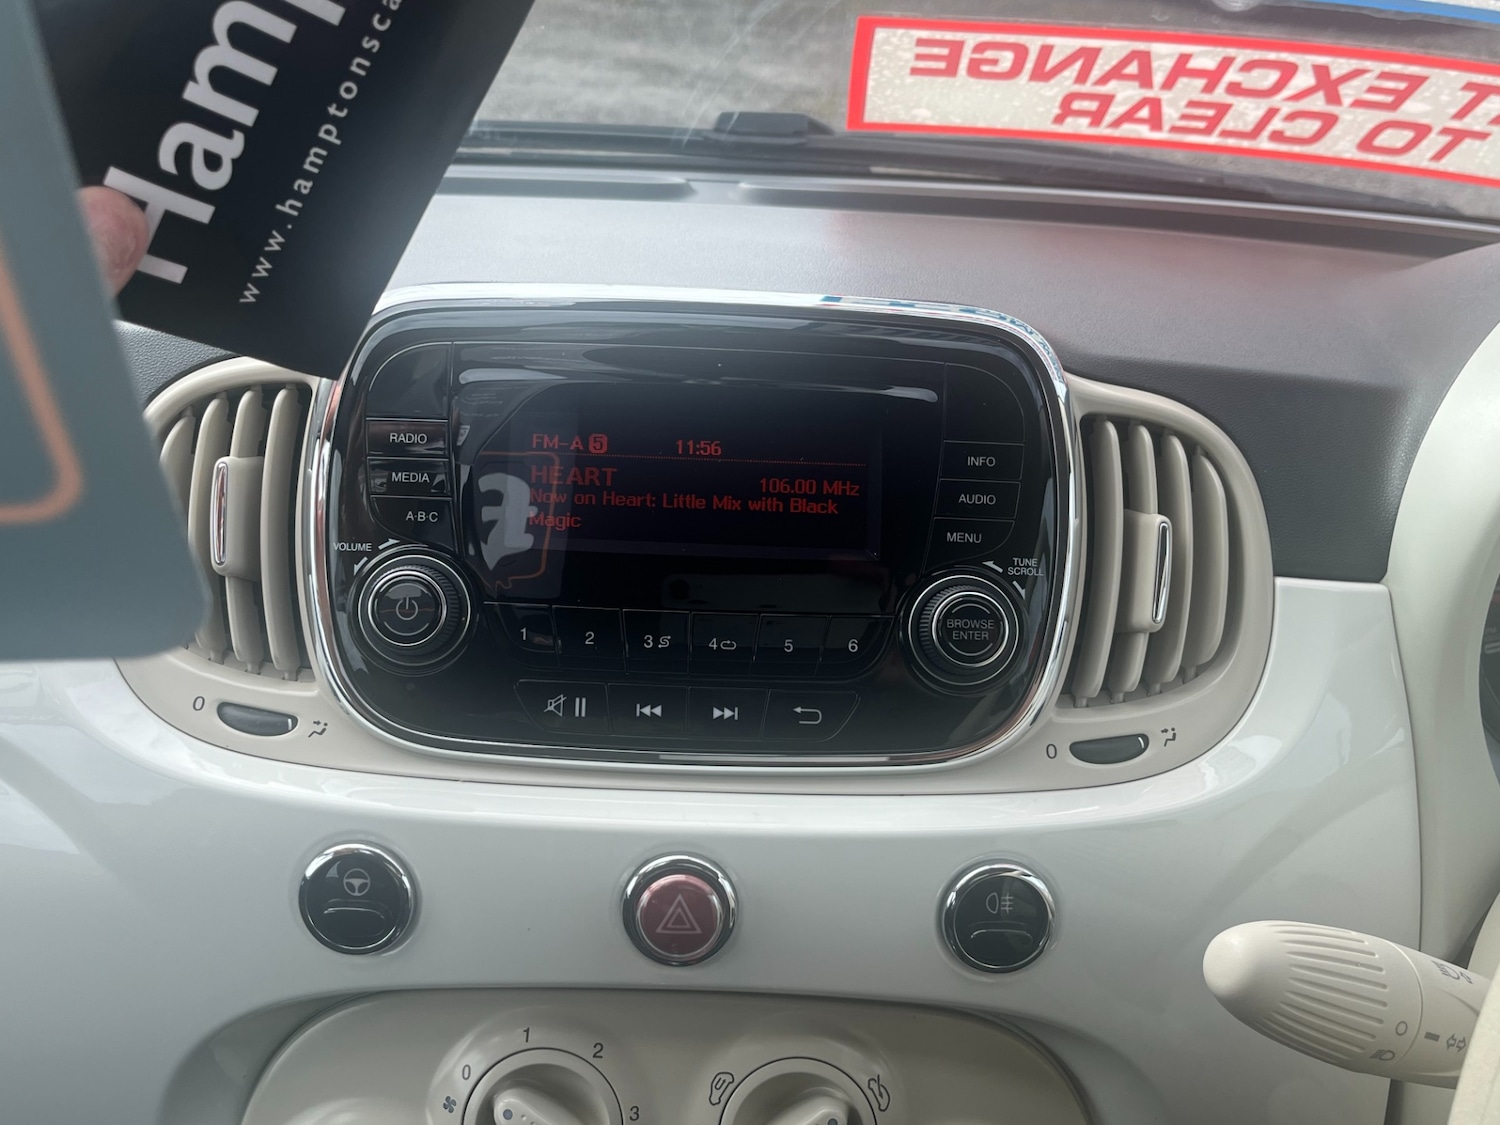 Hamp
www.hamptonsca
T EXCHANGE
TO CLEAR
RADIO
MEDIA
A·B·C
VOLUME
FM-A 5 11:56
HEART
106.00 MHz
Now on Heart: Little Mix with Black
Magic
INFO
AUDIO
MENU
TUNE
SCROLL
BROWSE
ENTER
1 2 3 4 5 6
0
0
0 1 2 3